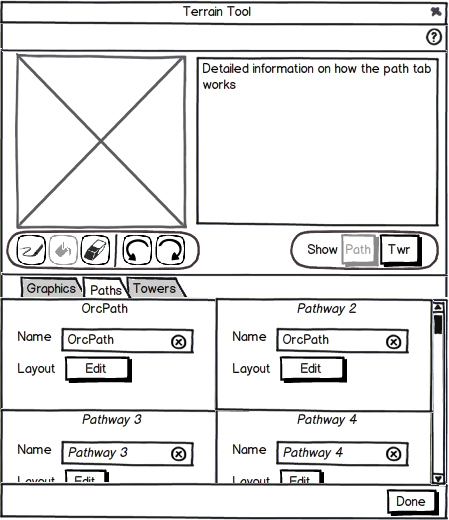 Terrain Tool
?
Detailed information on how the path tab
works
Show Path Twr
Graphics Paths Towers
OrcPath Pathway 2
Name OrcPath Name OrcPath
Layout Edit Layout Edit
Pathway 3 Pathway 4
Name Pathway 3 Name Pathway 4
Layout Edit Layout Edit
Done